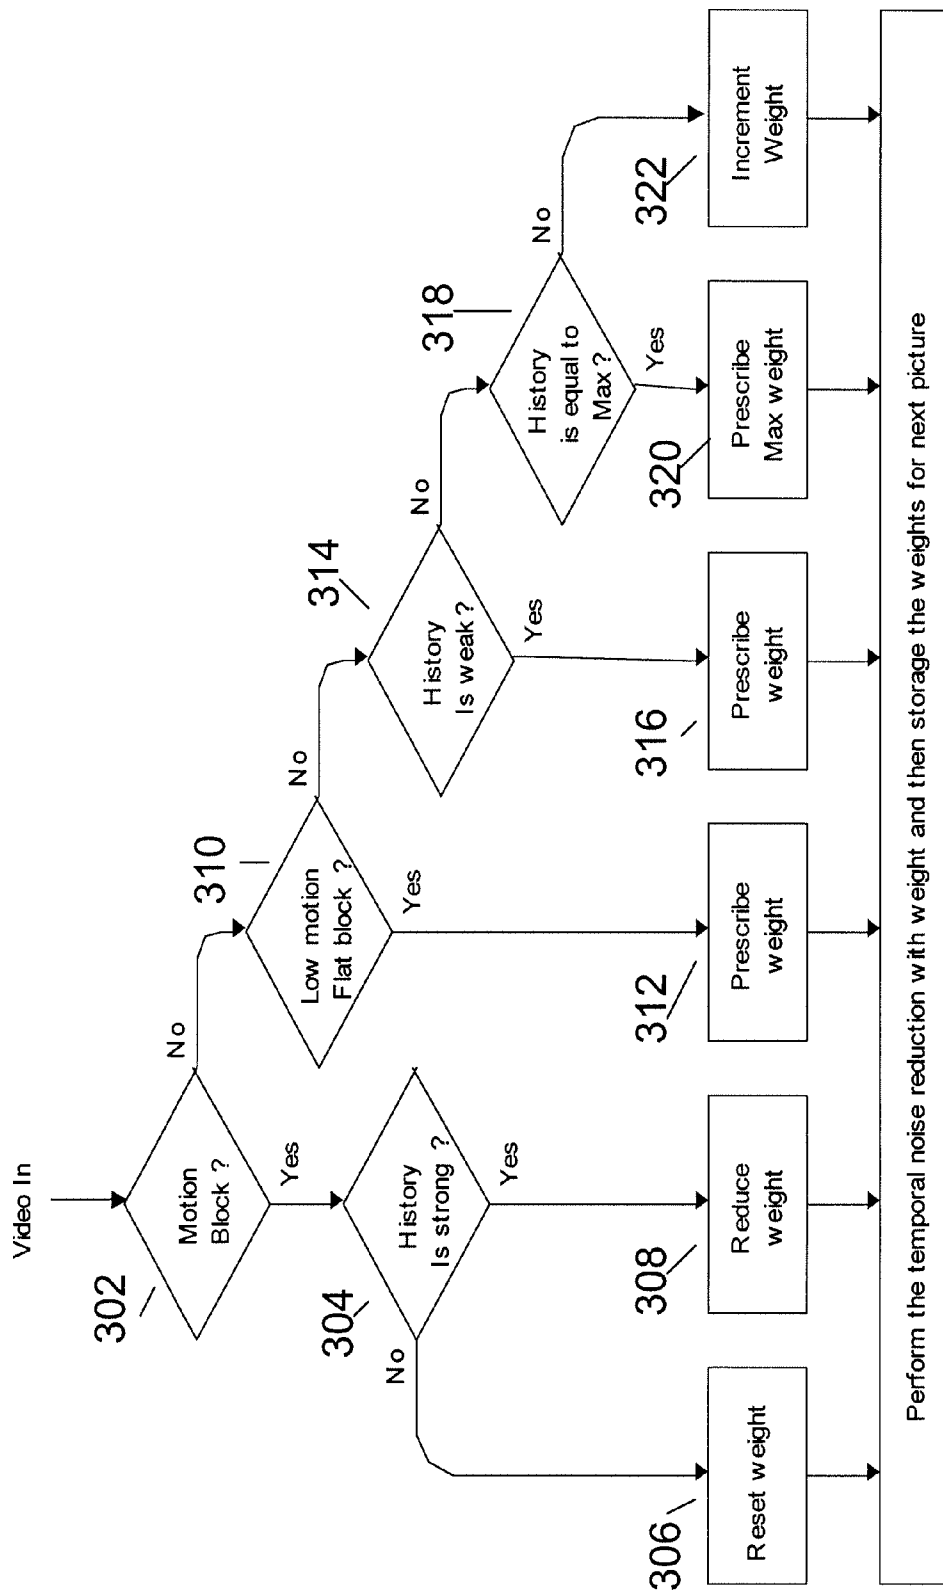 Video In
302
Motion
Block ?
No
Yes
304
History
Is strong ?
No
Yes
310
Low motion
Flat block ?
No
Yes
314
History
Is weak ?
No
Yes
318
History
is equal to
Max ?
No
Yes
306
Reset weight
308
Reduce
weight
312
Prescribe
weight
316
Prescribe
weight
320
Prescribe
Max weight
322
Increment
Weight
Perform the temporal noise reduction with weight and then storage the weights for next picture